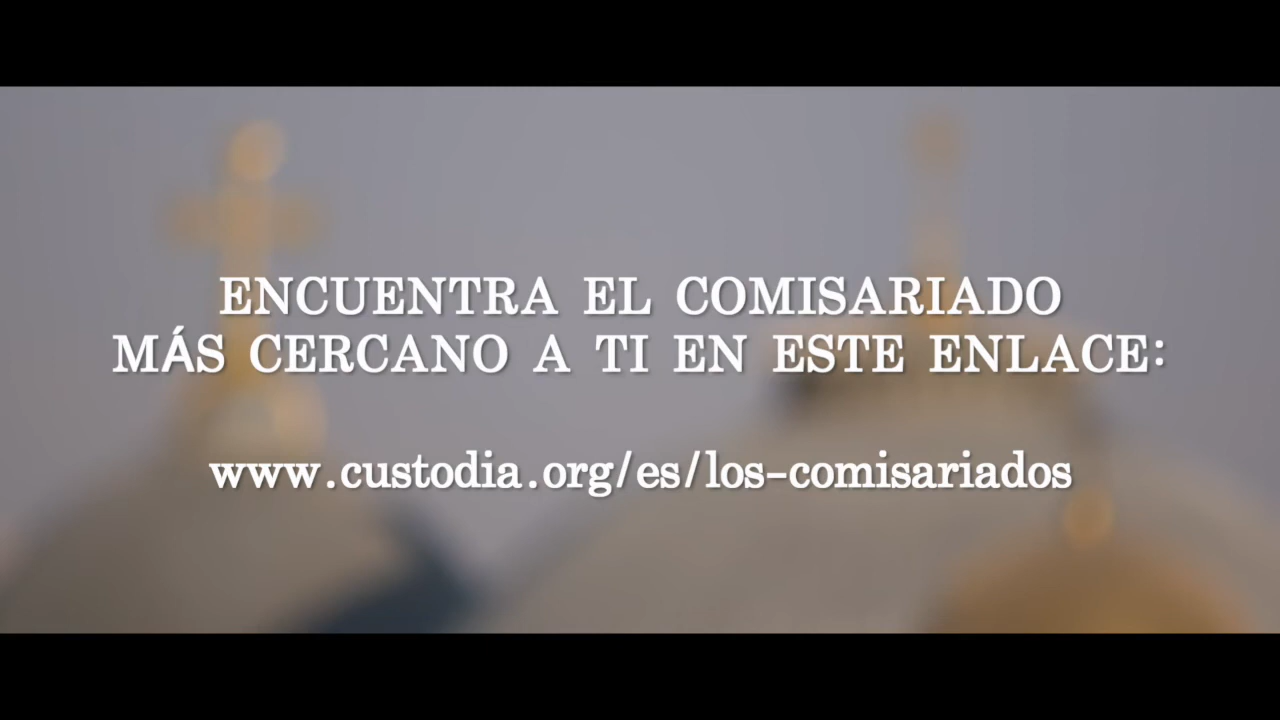 ENCUENTRA EL COMISARIADO
MÁS CERCANO A TI EN ESTE ENLACE:
www.custodia.org/es/los-comisariados